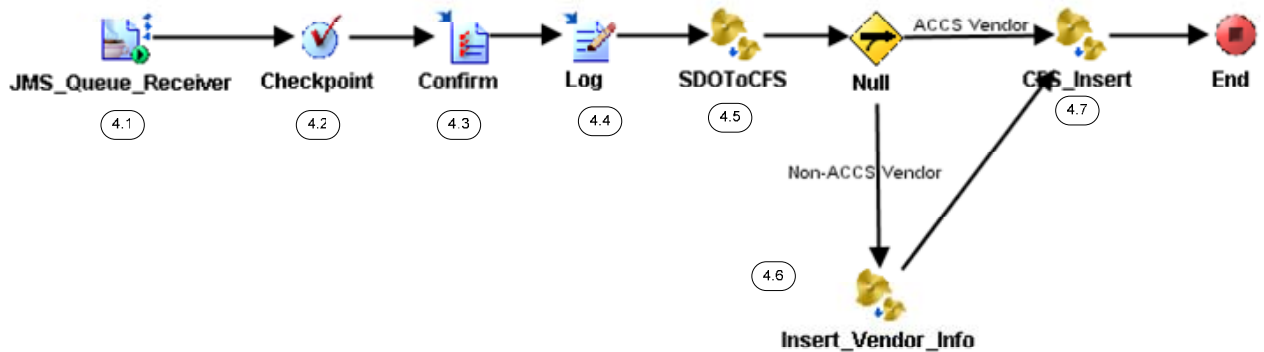 ACCS Vendor
JMS_Queue_Receiver
Checkpoint
Confirm
Log
SDOToCFS
Null
CFS_Insert
End
4.1
4.2
4.3
4.4
4.5
4.7
Non-ACCS Vendor
4.6
Insert_Vendor_Info